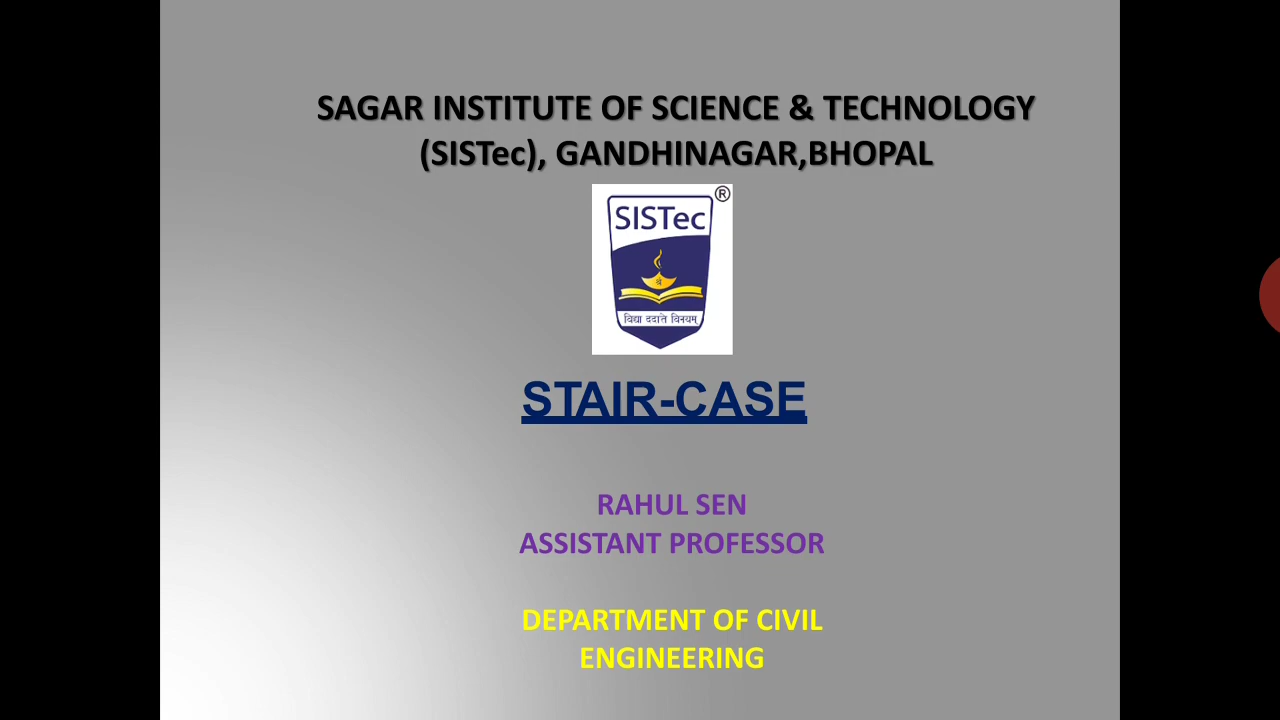 SAGAR INSTITUTE OF SCIENCE & TECHNOLOGY
(SISTec), GANDHINAGAR,BHOPAL
®
SISTec
श्रे
विद्या ददाते विनयम्
STAIR-CASE
RAHUL SEN
ASSISTANT PROFESSOR
DEPARTMENT OF CIVIL
ENGINEERING